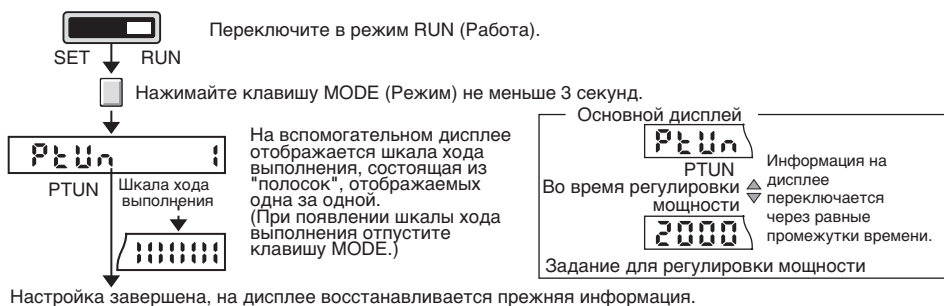 Переключите в режим RUN (Работа).
SET RUN
Нажимайте клавишу MODE (Режим) не меньше 3 секунд.
PtUn 1
PTUN
Шкала хода
выполнения
На вспомогательном дисплее
отображается шкала хода
выполнения, состоящая из
"полосок", отображаемых
одна за одной.
(При появлении шкалы хода
выполнения отпустите
клавишу MODE.)
Основной дисплей
PtUn
PTUN
Во время регулировки
мощности
2000
Информация на
дисплее
переключается
через равные
промежутки времени.
Задание для регулировки мощности
Настройка завершена, на дисплее восстанавливается прежняя информация.